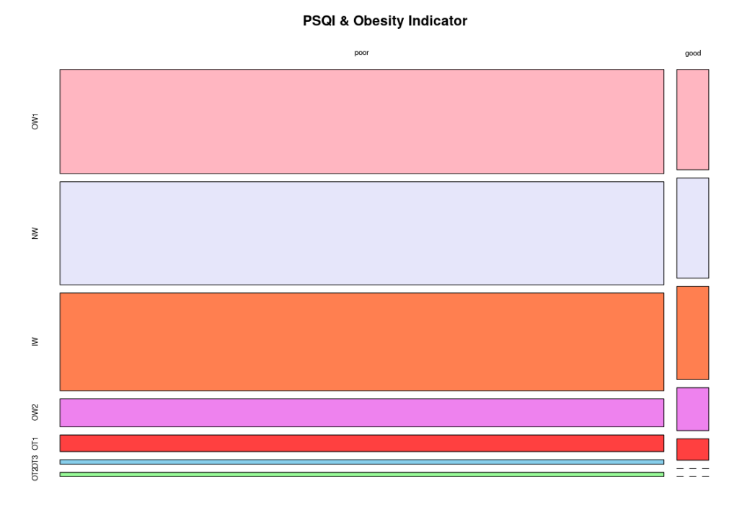 PSQI & Obesity Indicator
poor
good
OW1
NW
IW
OW2
OT1
OT3
OT2